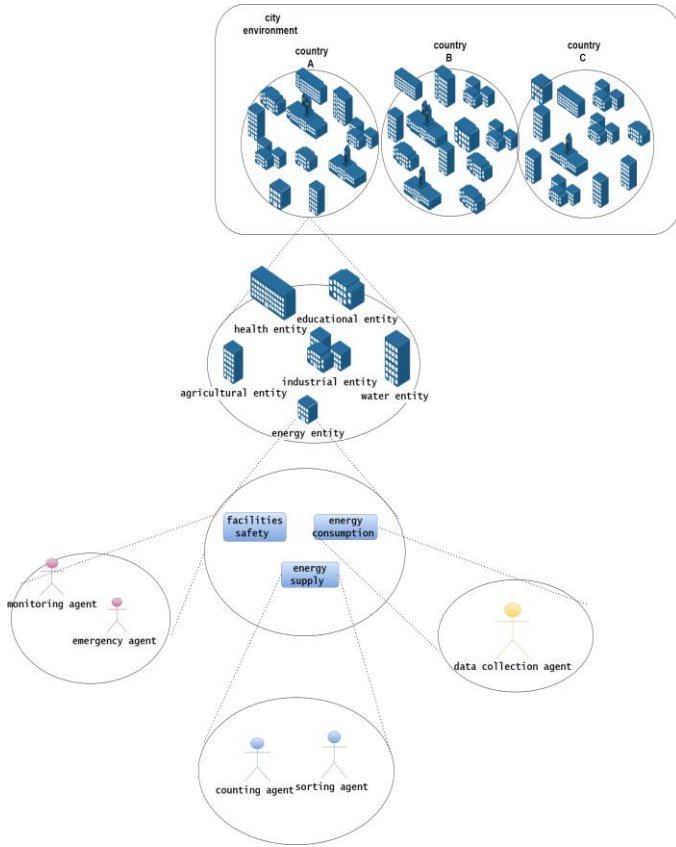 city
environment
country
A
country
B
country
C
educational entity
health entity
industrial entity
agricultural entity
water entity
energy entity
facilities
safety
energy
consumption
energy
supply
monitoring agent
emergency agent
data collection agent
counting agent
sorting agent